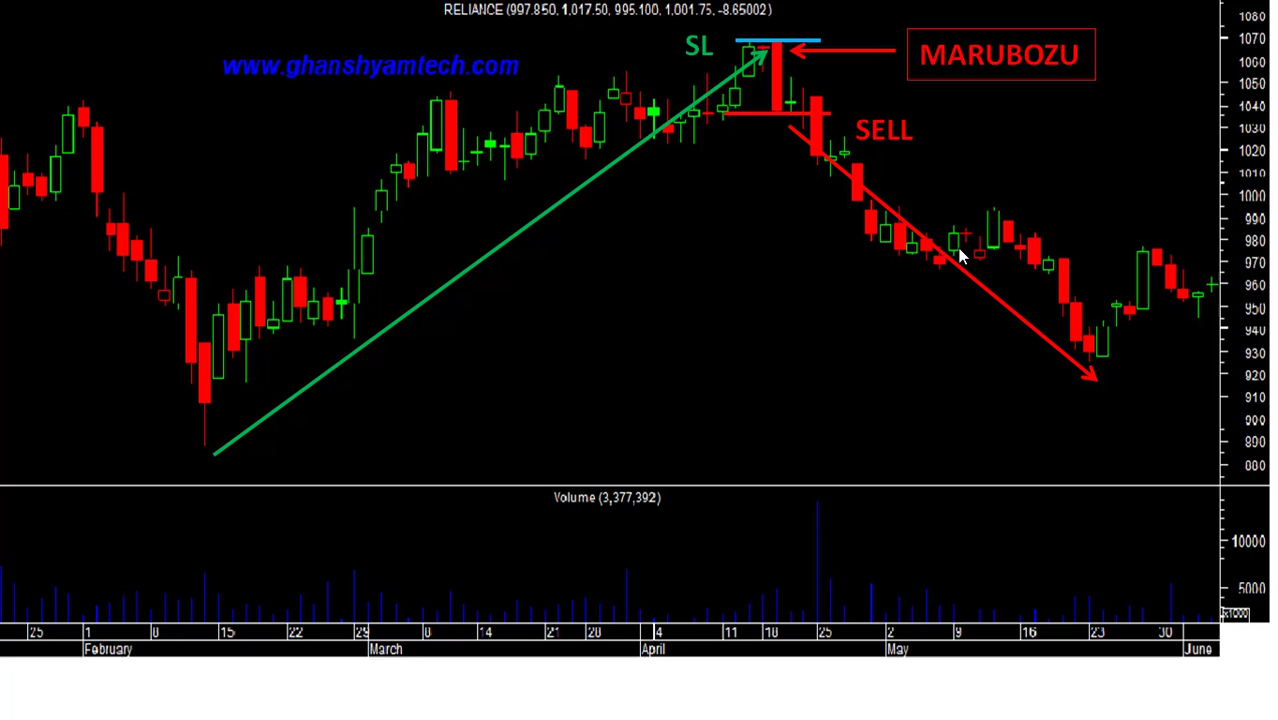 RELIANCE (997.850, 1,017.50, 995.100, 1,001.75, -8.65002)
www.ghanshyamtech.com
SL
MARUBOZU
SELL
1080
1070
1060
1050
1040
1030
1020
1010
1000
990
980
970
960
950
940
930
920
910
900
890
880
Volume (3,377,392)
10000
5000
x1000
25 1 8 15 22 29 8 14 21 28 4 11 18 25 2 9 16 23 30
February March April May June